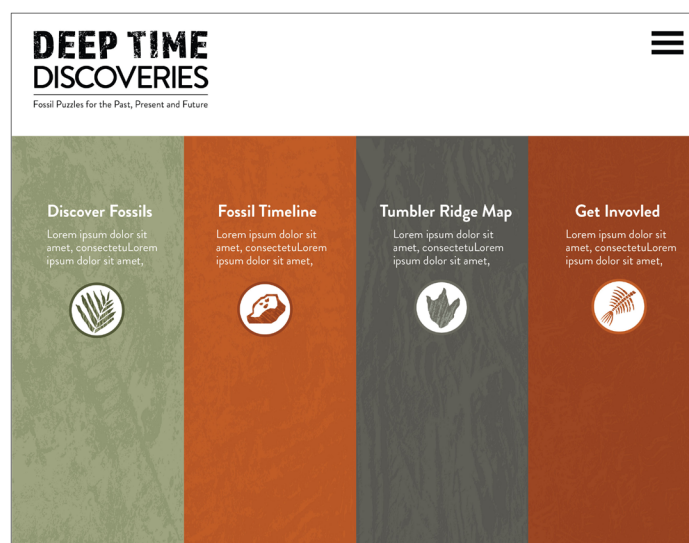 DEEP TIME
DISCOVERIES
Fossil Puzzles for the Past, Present and Future
Discover Fossils
Lorem ipsum dolor sit
amet, consectetuLorem
ipsum dolor sit amet,
Fossil Timeline
Lorem ipsum dolor sit
amet, consectetuLorem
ipsum dolor sit amet,
Tumbler Ridge Map
Lorem ipsum dolor sit
amet, consectetuLorem
ipsum dolor sit amet,
Get Invovled
Lorem ipsum dolor sit
amet, consectetuLorem
ipsum dolor sit amet,